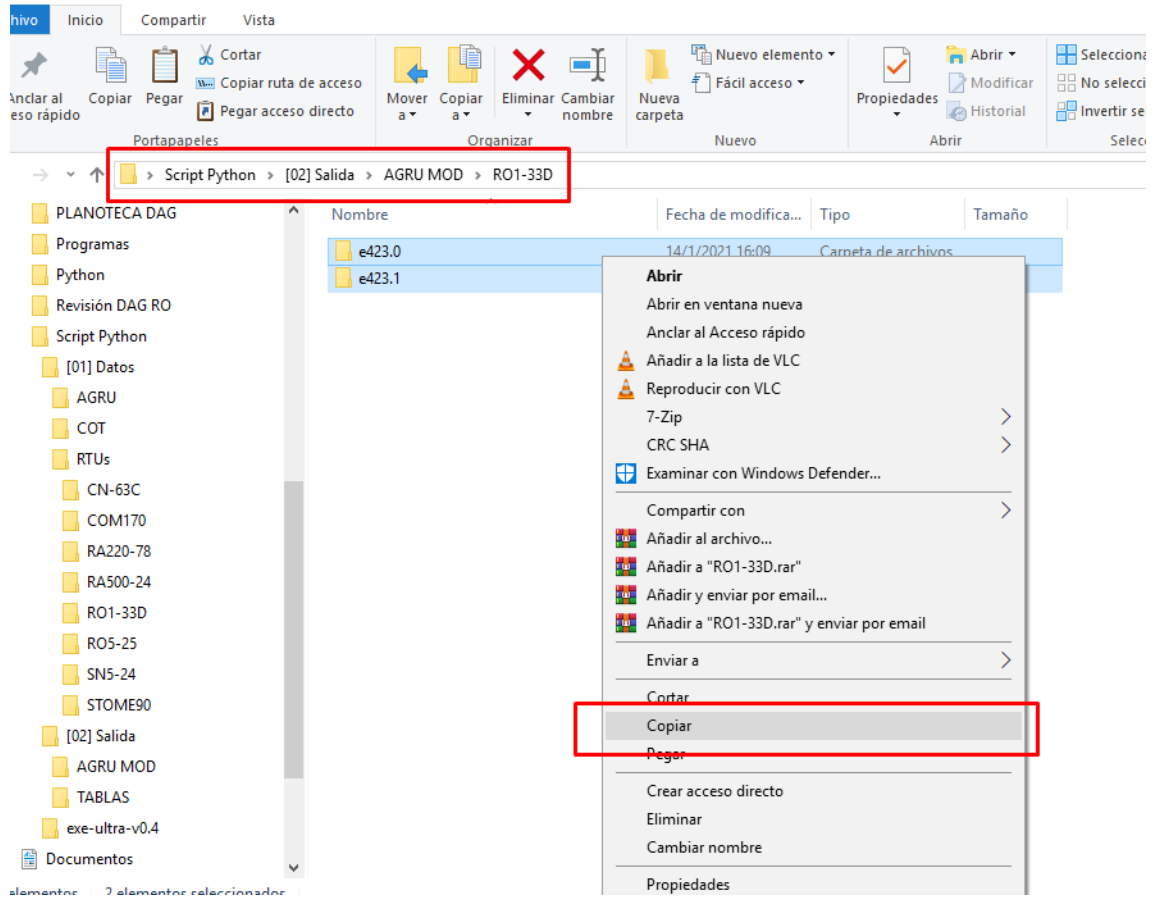 hivo Inicio Compartir Vista
Cortar
Copiar ruta de acceso
Pegar acceso directo
Anclar al
eso rápido
Copiar
Pegar
Portapapeles
Mover
a
Copiar
a
Eliminar
Cambiar
nombre
Organizar
Nueva
carpeta
Nuevo elemento
Fácil acceso
Nuevo
Propiedades
Abrir
Modificar
Historial
Abrir
Selecciona
No selecci
Invertir se
Selec
> Script Python > [02] Salida > AGRU MOD > RO1-33D
PLANOTECA DAG
Programas
Python
Revisión DAG RO
Script Python
[01] Datos
AGRU
COT
RTUs
CN-63C
COM170
RA220-78
RA500-24
RO1-33D
RO5-25
SN5-24
STOME90
[02] Salida
AGRU MOD
TABLAS
exe-ultra-v0.4
Documentos
elementos 2 elementos seleccionados
Nombre Fecha de modifica... Tipo Tamaño
e423.0 14/1/2021 16:09 Carpeta de archivos
e423.1
Abrir
Abrir en ventana nueva
Anclar al Acceso rápido
Añadir a la lista de VLC
Reproducir con VLC
7-Zip
CRC SHA
Examinar con Windows Defender...
Compartir con
Añadir al archivo...
Añadir a "RO1-33D.rar"
Añadir y enviar por email...
Añadir a "RO1-33D.rar" y enviar por email
Enviar a
Cortar
Copiar
Pegar
Crear acceso directo
Eliminar
Cambiar nombre
Propiedades